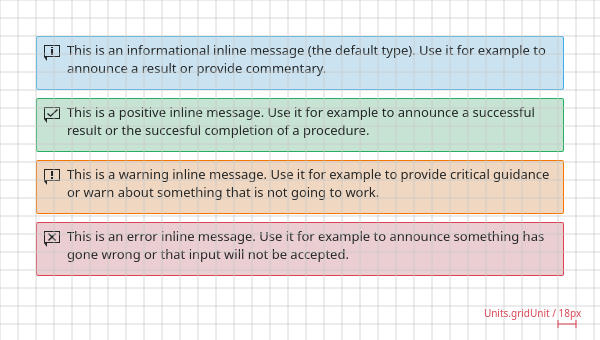 This is an informational inline message (the default type). Use it for example to
announce a result or provide commentary.
This is a positive inline message. Use it for example to announce a successful
result or the succesful completion of a procedure.
This is a warning inline message. Use it for example to provide critical guidance
or warn about something that is not going to work.
This is an error inline message. Use it for example to announce something has
gone wrong or that input will not be accepted.
Units.gridUnit / 18px